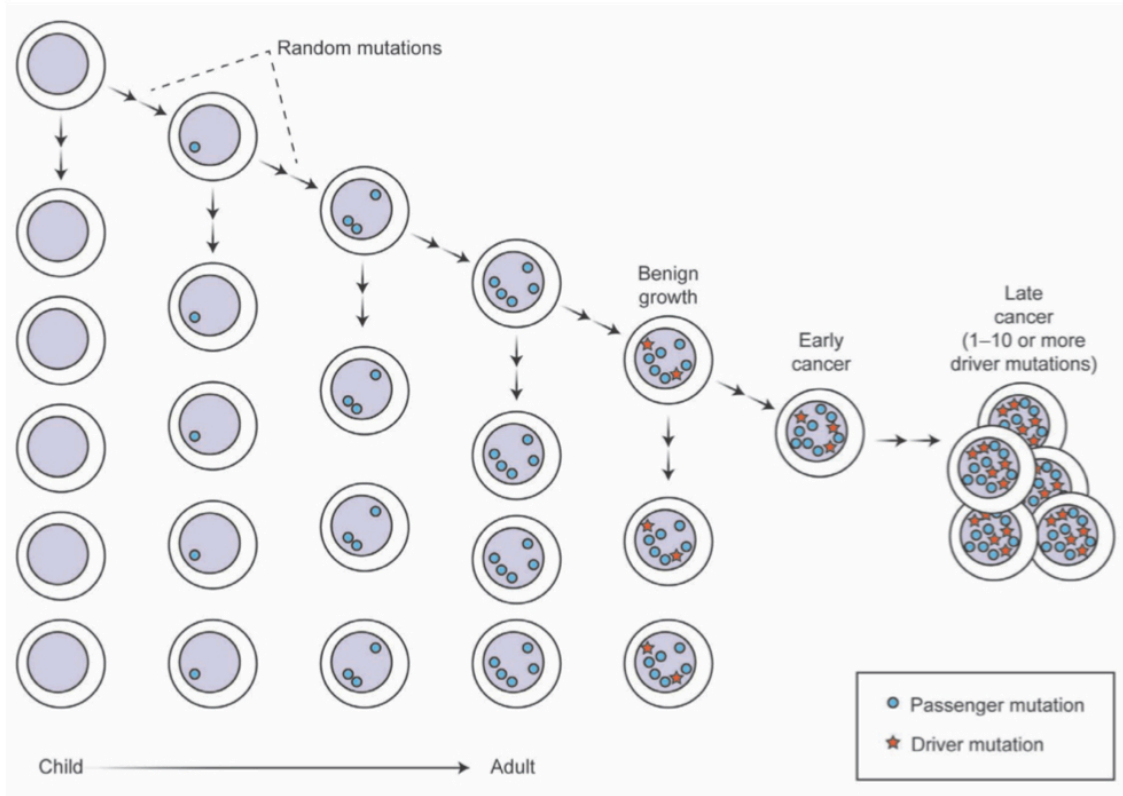 Random mutations
Benign
growth
Early
cancer
Late
cancer
(1–10 or more
driver mutations)
Passenger mutation
Driver mutation
Child
Adult